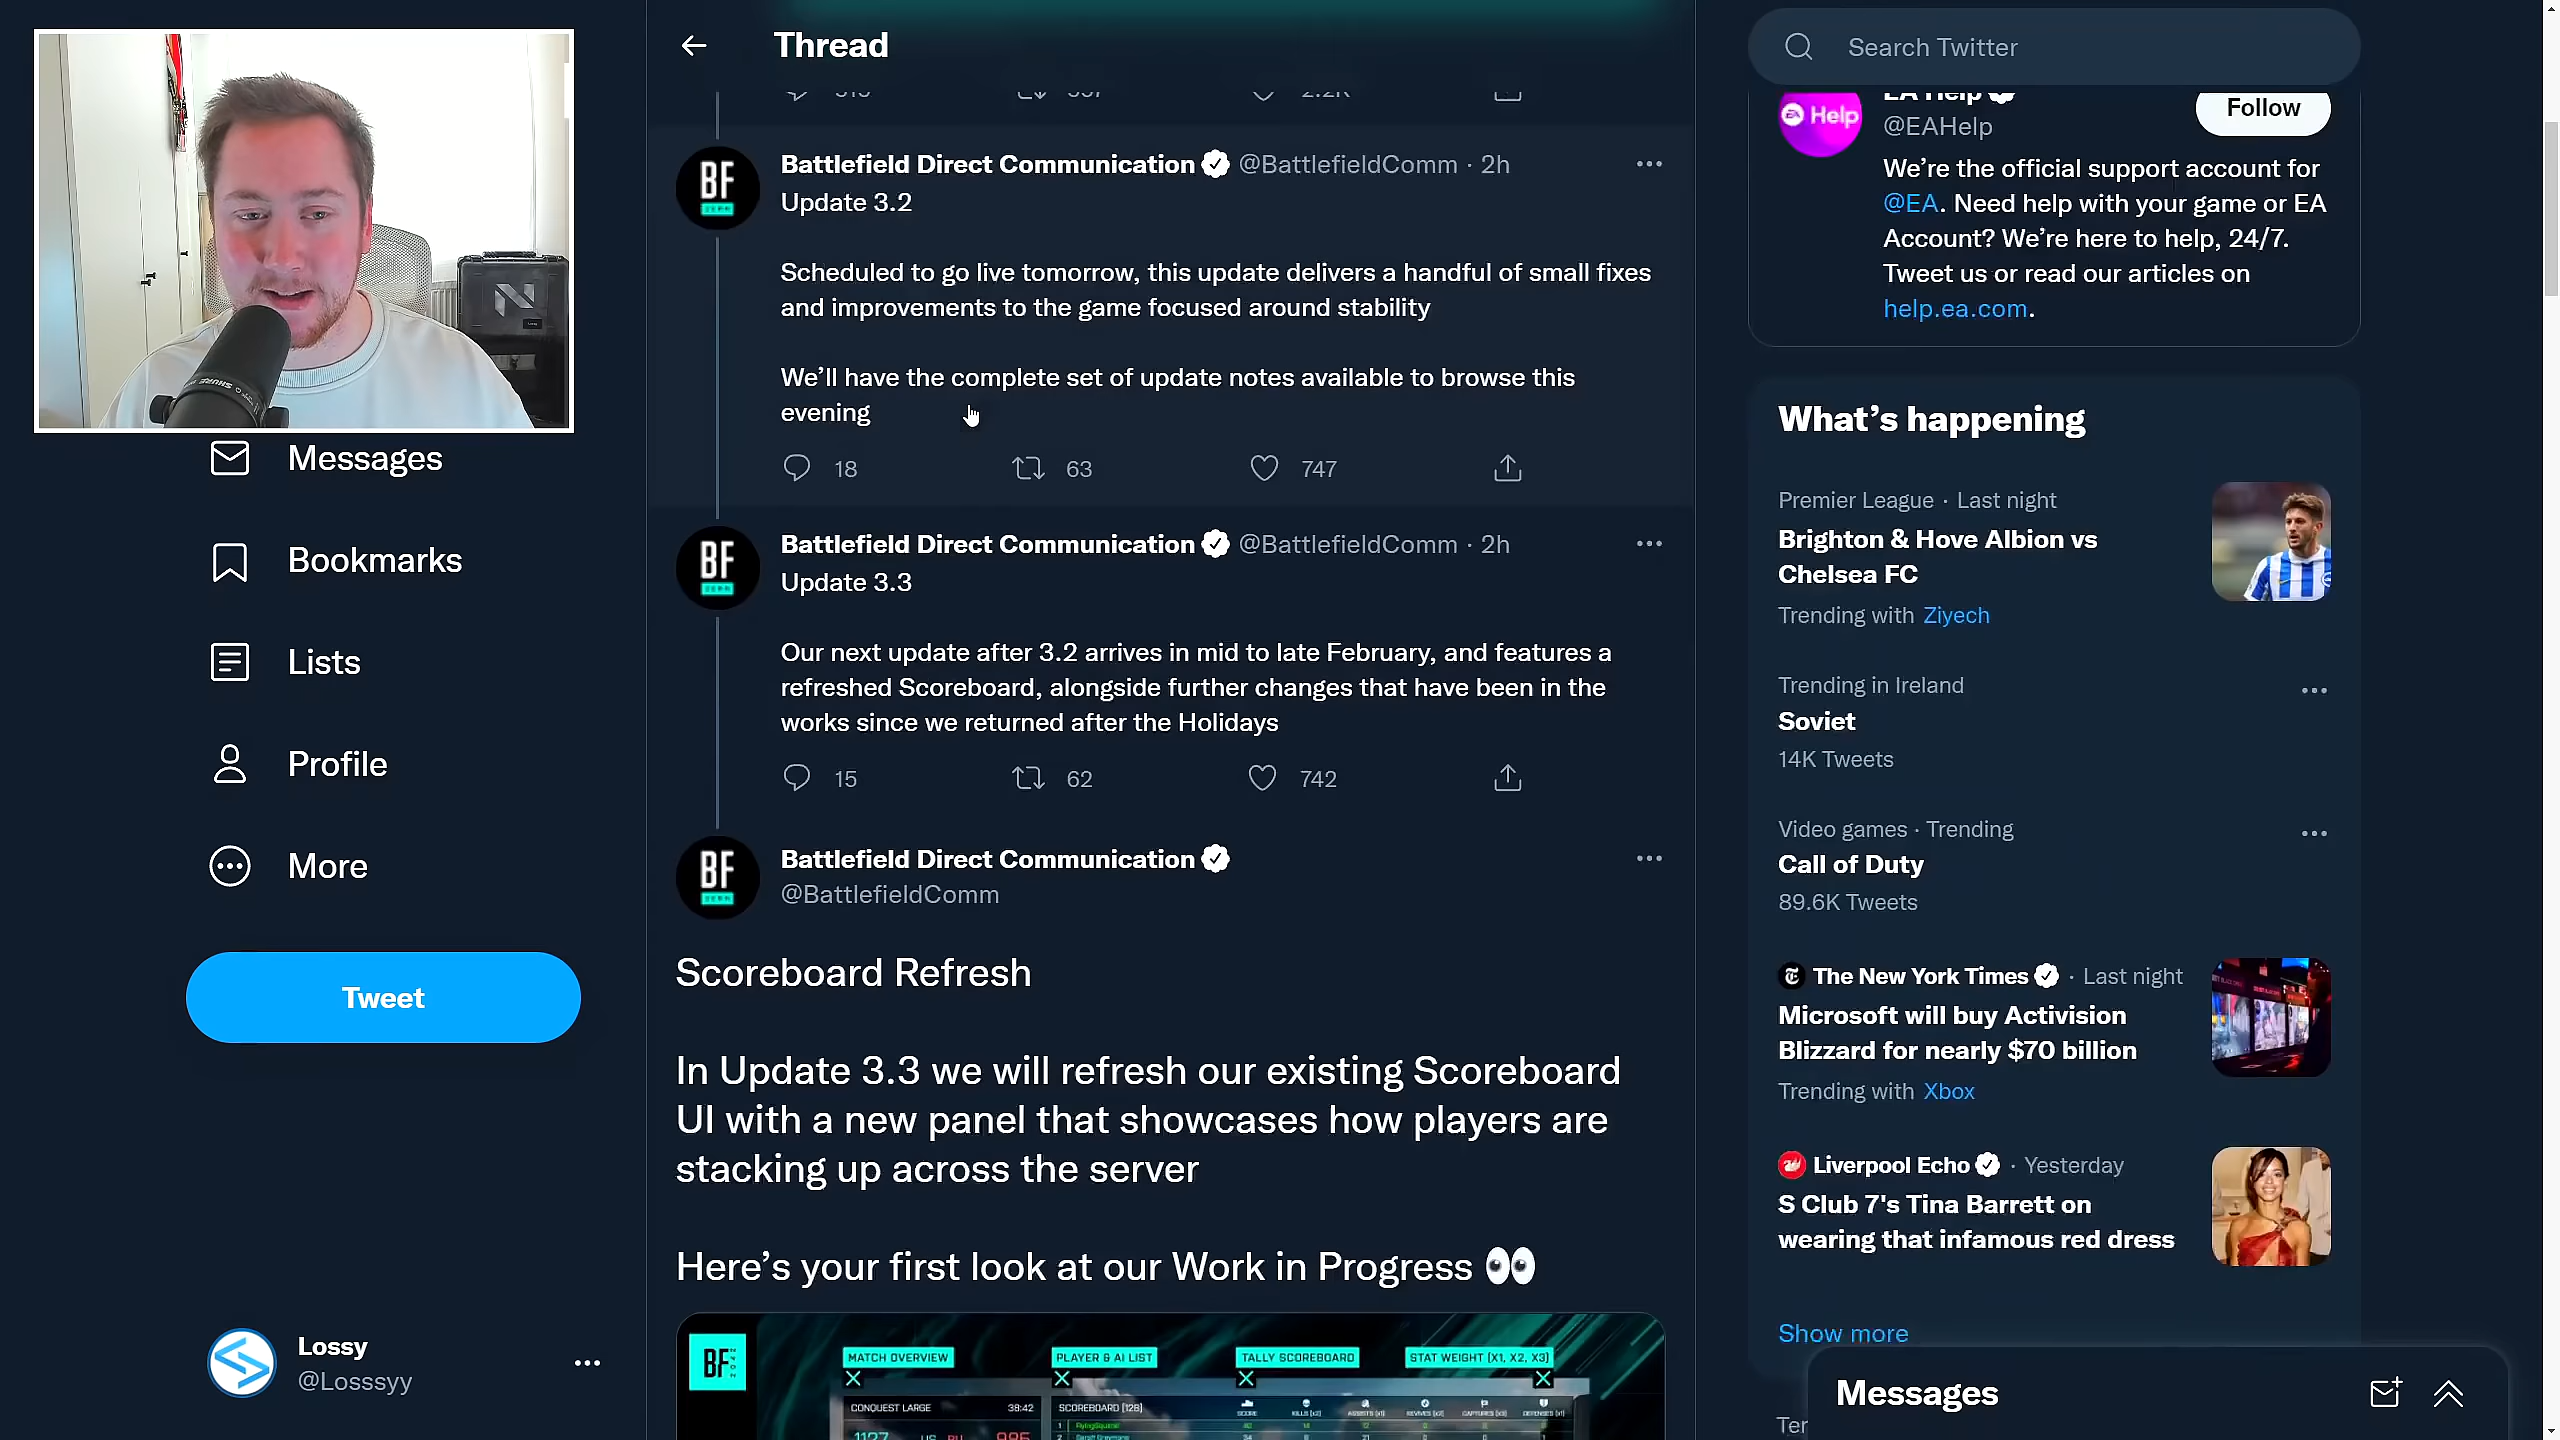 Thread
Search Twitter
EA Help
@EAHelp
Follow
We're the official support account for
@EA. Need help with your game or EA
Account? We're here to help, 24/7.
Tweet us or read our articles on
help.ea.com.
Battlefield Direct Communication @BattlefieldComm · 2h
Update 3.2
Scheduled to go live tomorrow, this update delivers a handful of small fixes
and improvements to the game focused around stability
We'll have the complete set of update notes available to browse this
evening
18 63 747
Battlefield Direct Communication @BattlefieldComm · 2h
Update 3.3
Our next update after 3.2 arrives in mid to late February, and features a
refreshed Scoreboard, alongside further changes that have been in the
works since we returned after the Holidays
15 62 742
Battlefield Direct Communication
@BattlefieldComm
Scoreboard Refresh
In Update 3.3 we will refresh our existing Scoreboard
UI with a new panel that showcases how players are
stacking up across the server
Here's your first look at our Work in Progress 👀
BF
MATCH OVERVIEW
PLAYER & AI LIST
TALLY SCOREBOARD
STAT WEIGHT (X1, X2, X3)
CONQUEST LARGE 38:42
SCOREBOARD (128)
1127 US RU 985
Messages
Bookmarks
Lists
Profile
More
Tweet
Lossy
@Losssyy
What's happening
Premier League · Last night
Brighton & Hove Albion vs
Chelsea FC
Trending with Ziyech
Trending in Ireland
Soviet
14K Tweets
Video games · Trending
Call of Duty
89.6K Tweets
The New York Times · Last night
Microsoft will buy Activision
Blizzard for nearly $70 billion
Trending with Xbox
Liverpool Echo · Yesterday
S Club 7's Tina Barrett on
wearing that infamous red dress
Show more
Messages